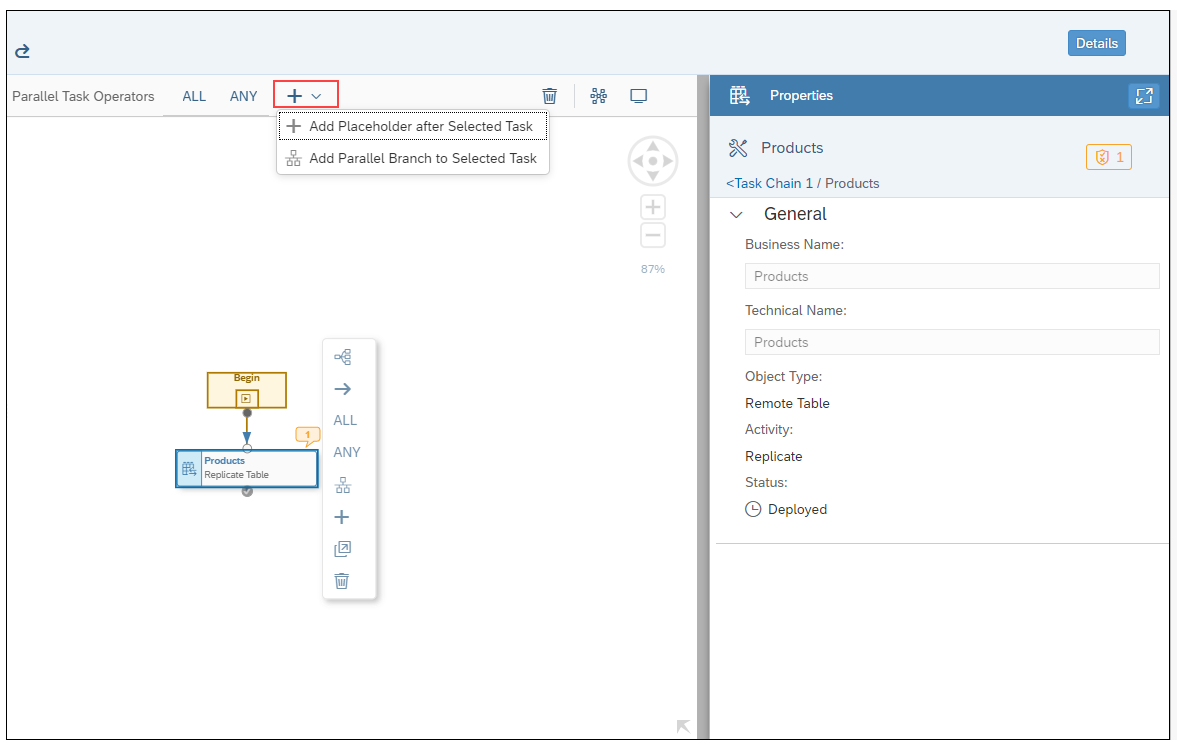 Details
Parallel Task Operators ALL ANY
Add Placeholder after Selected Task
Add Parallel Branch to Selected Task
87%
Begin
1
Products
Replicate Table
ALL
ANY
Properties
Products
1
<Task Chain 1 / Products
General
Business Name:
Products
Technical Name:
Products
Object Type:
Remote Table
Activity:
Replicate
Status:
Deployed